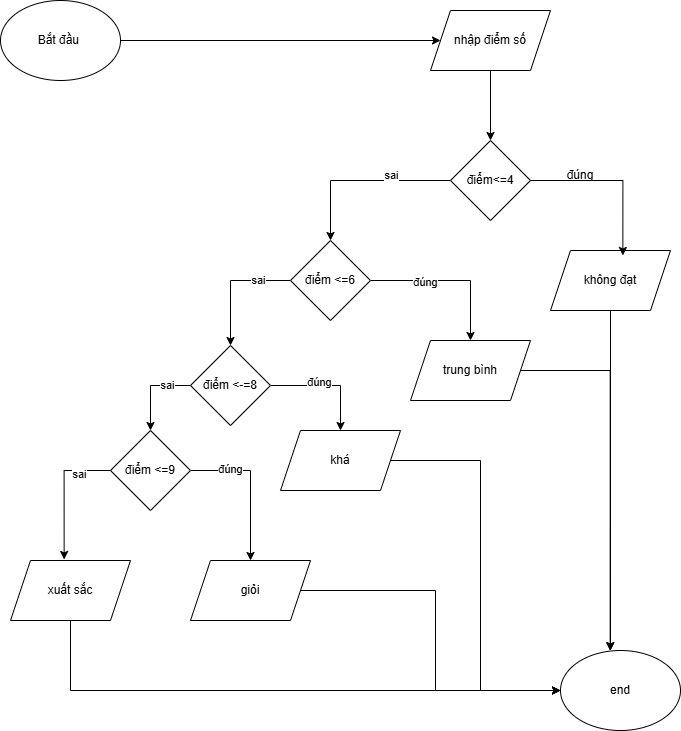 Bắt đầu
nhập điểm số
điểm<=4
sai
đúng
điểm <=6
không đạt
sai
đúng
trung bình
điểm <-=8
sai
đúng
khá
điểm <=9
sai
đúng
xuất sắc
giỏi
end